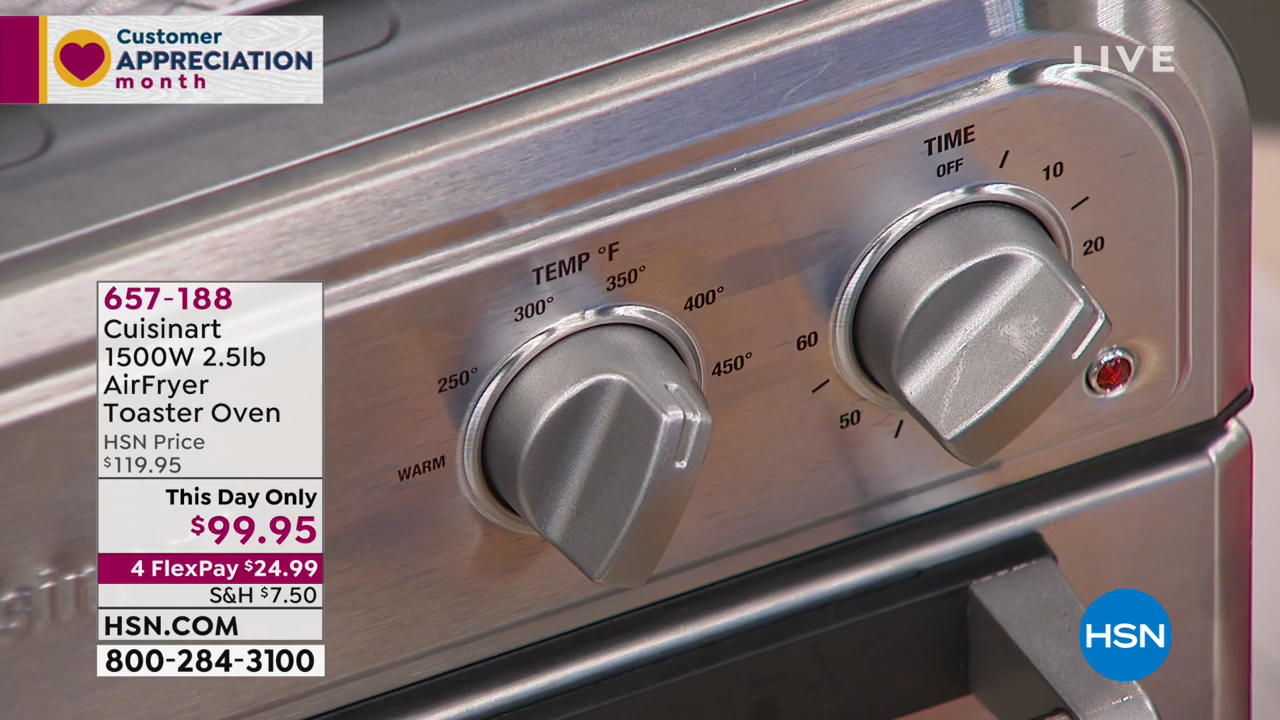 Customer
APPRECIATION
month
LIVE
TIME
OFF
10
20
60
50
TEMP °F
300°
350°
400°
250°
450°
WARM
657-188
Cuisinart
1500W 2.5lb
AirFryer
Toaster Oven
HSN Price
$119.95
This Day Only
$99.95
4 FlexPay $24.99
S&H $7.50
HSN.COM
800-284-3100
HSN